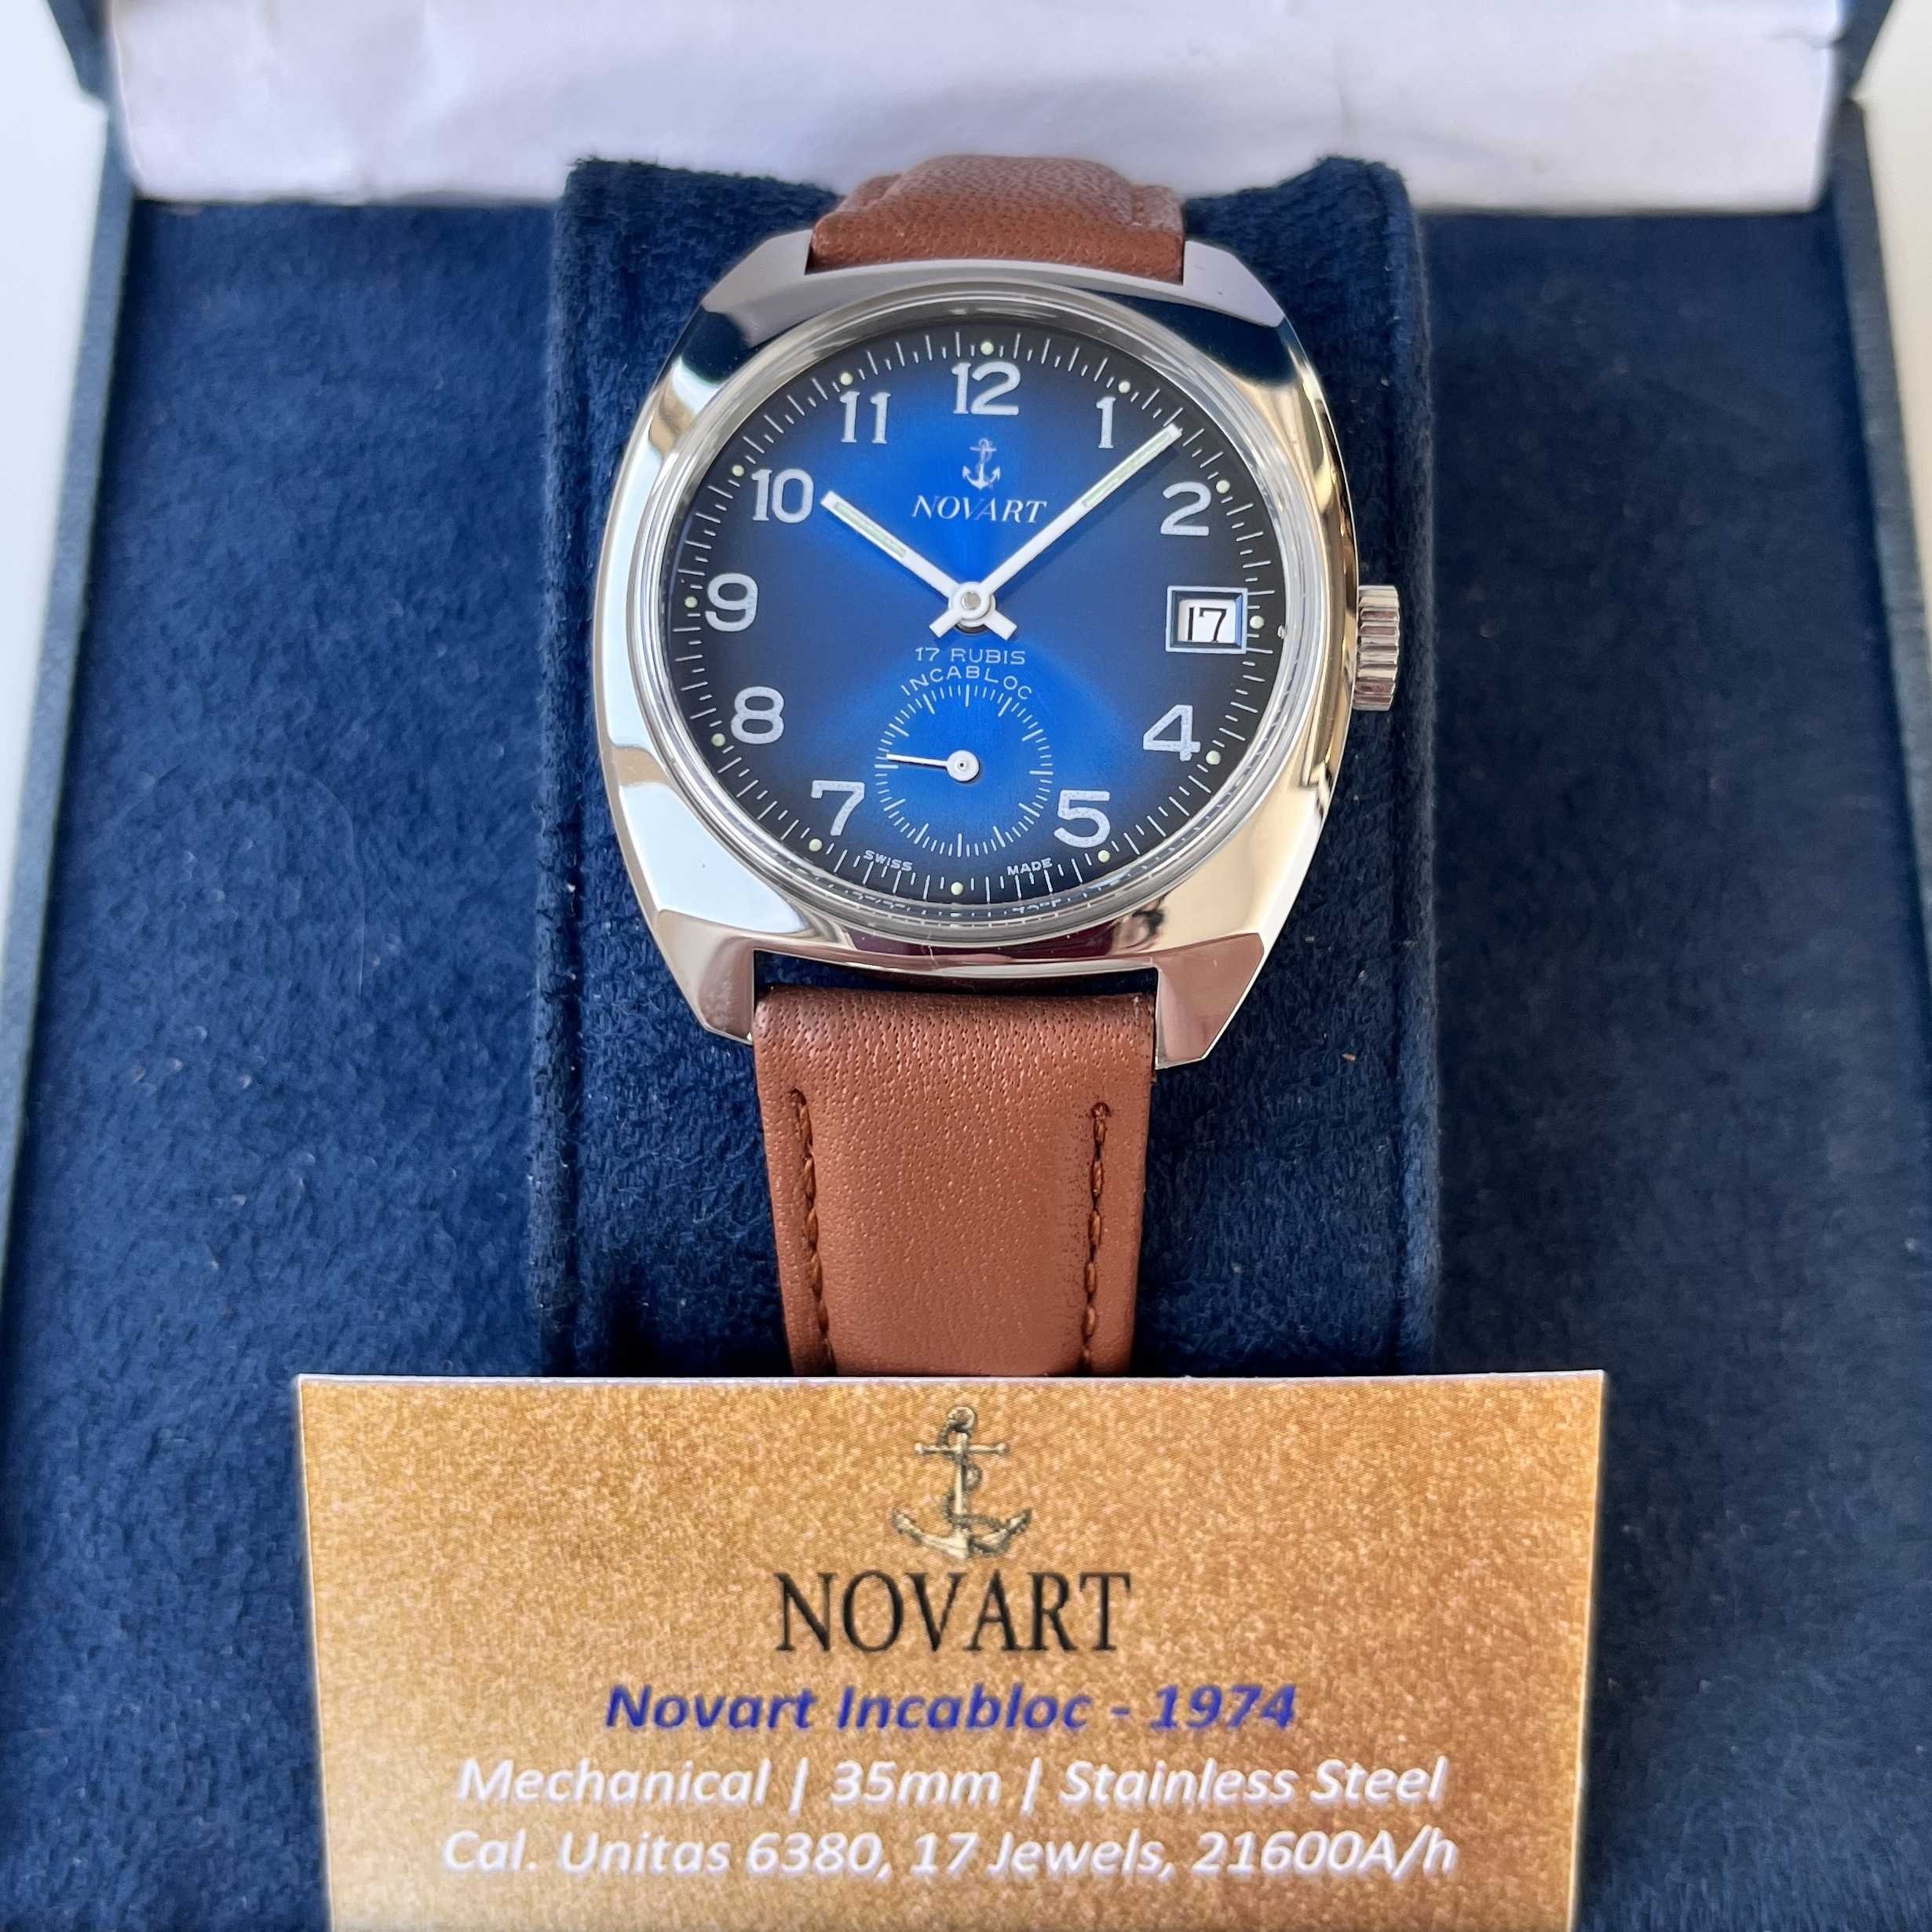 12
11
1
10
NOVART
2
9
17
17 RUBIS
INCABLOC
8
4
7
5
SWISS MADE
NOVART
Novart Incabloc - 1974
Mechanical | 35mm | Stainless Steel
Cal. Unitas 6380, 17 Jewels, 21600A/h